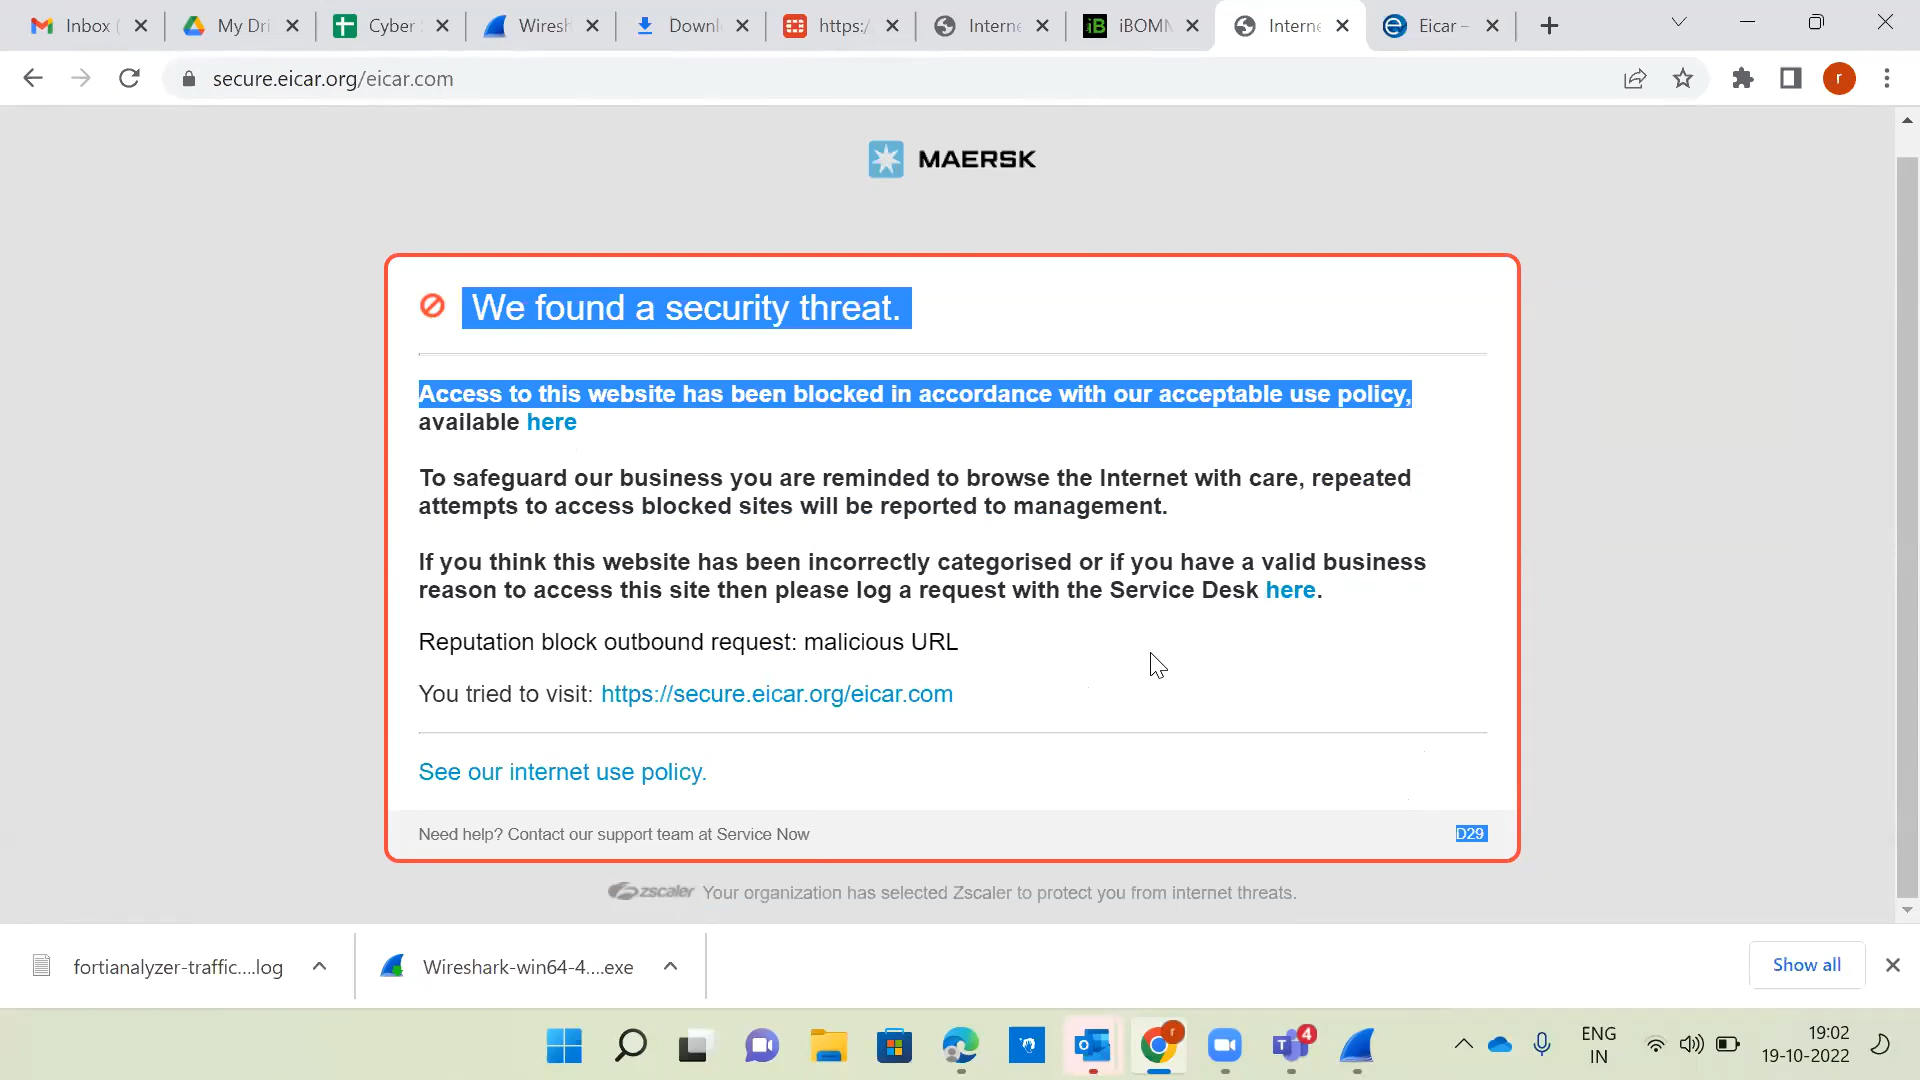 Inbox (
My Dri
Cyber S
Wiresh
Downl
https:/
Interne
iB
iBOMM
Interne
Eicar –
secure.eicar.org/eicar.com
r
MAERSK
We found a security threat.
Access to this website has been blocked in accordance with our acceptable use policy,
available here
To safeguard our business you are reminded to browse the Internet with care, repeated
attempts to access blocked sites will be reported to management.
If you think this website has been incorrectly categorised or if you have a valid business
reason to access this site then please log a request with the Service Desk here.
Reputation block outbound request: malicious URL
You tried to visit: https://secure.eicar.org/eicar.com
See our internet use policy.
Need help? Contact our support team at Service Now
D29
zscaler Your organization has selected Zscaler to protect you from internet threats.
fortianalyzer-traffic....log
Wireshark-win64-4....exe
Show all
r
4
ENG
IN
19:02
19-10-2022